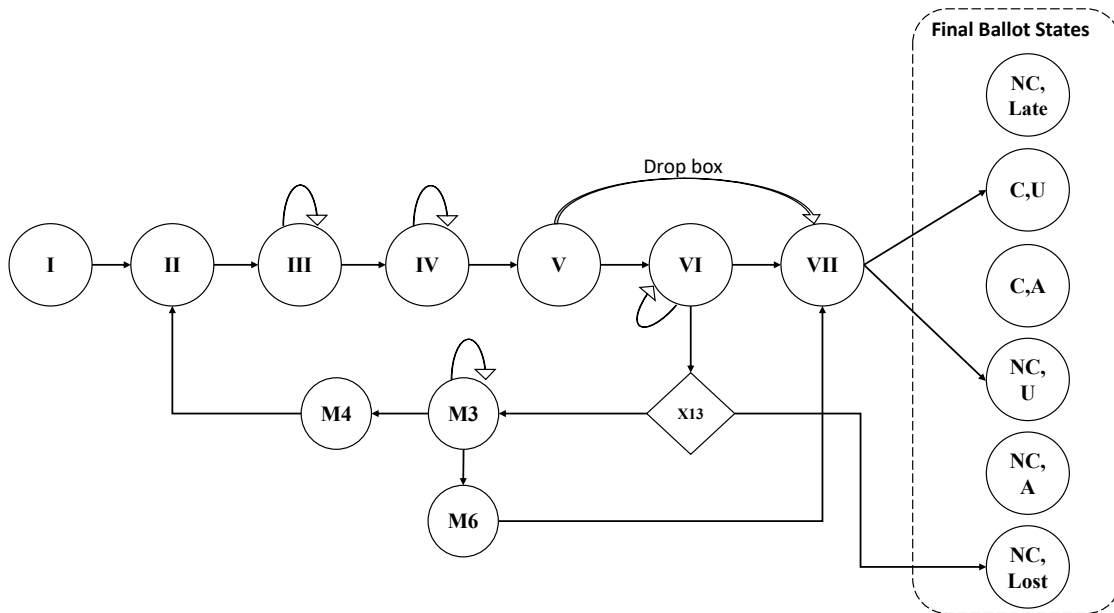 Final Ballot States
NC,
Late
Drop box
C,U
I
II
III
IV
V
VI
VII
C,A
NC,
U
M4
M3
X13
NC,
A
M6
NC,
Lost